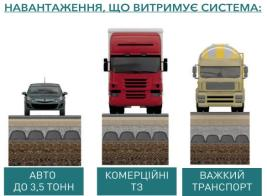 НАВАНТАЖЕННЯ, ЩО ВИТРИМУЄ СИСТЕМА:
АВТО
ДО 3,5 ТОНН
КОМЕРЦІЙНІ
ТЗ
ВАЖКИЙ
ТРАНСПОРТ